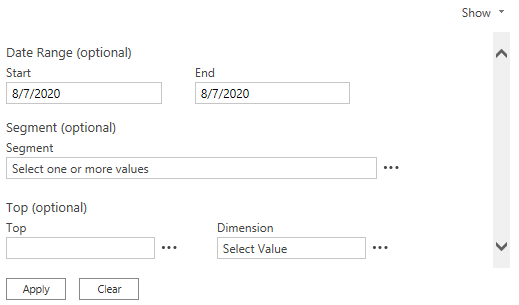 Show
Date Range (optional)
Start End
8/7/2020 8/7/2020
Segment (optional)
Segment
Select one or more values
Top (optional)
Top Dimension
Select Value
Apply Clear